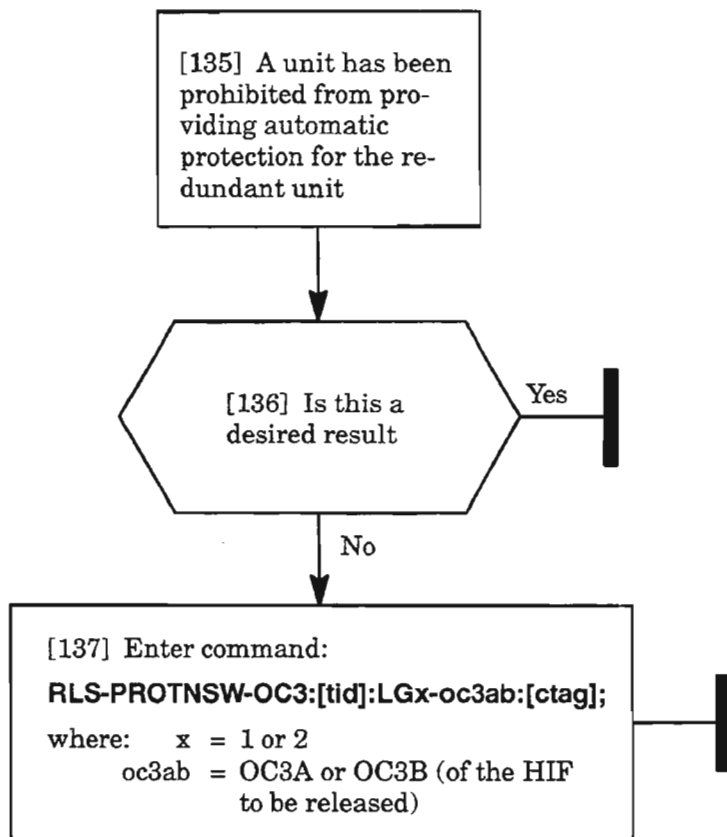 [135] A unit has been
prohibited from pro-
viding automatic
protection for the re-
dundant unit
[136] Is this a
desired result
Yes
No
[137] Enter command:
RLS-PROTNSW-OC3:[tid]:LGx-oc3ab:[ctag];
where: x = 1 or 2
oc3ab = OC3A or OC3B (of the HIF
to be released)